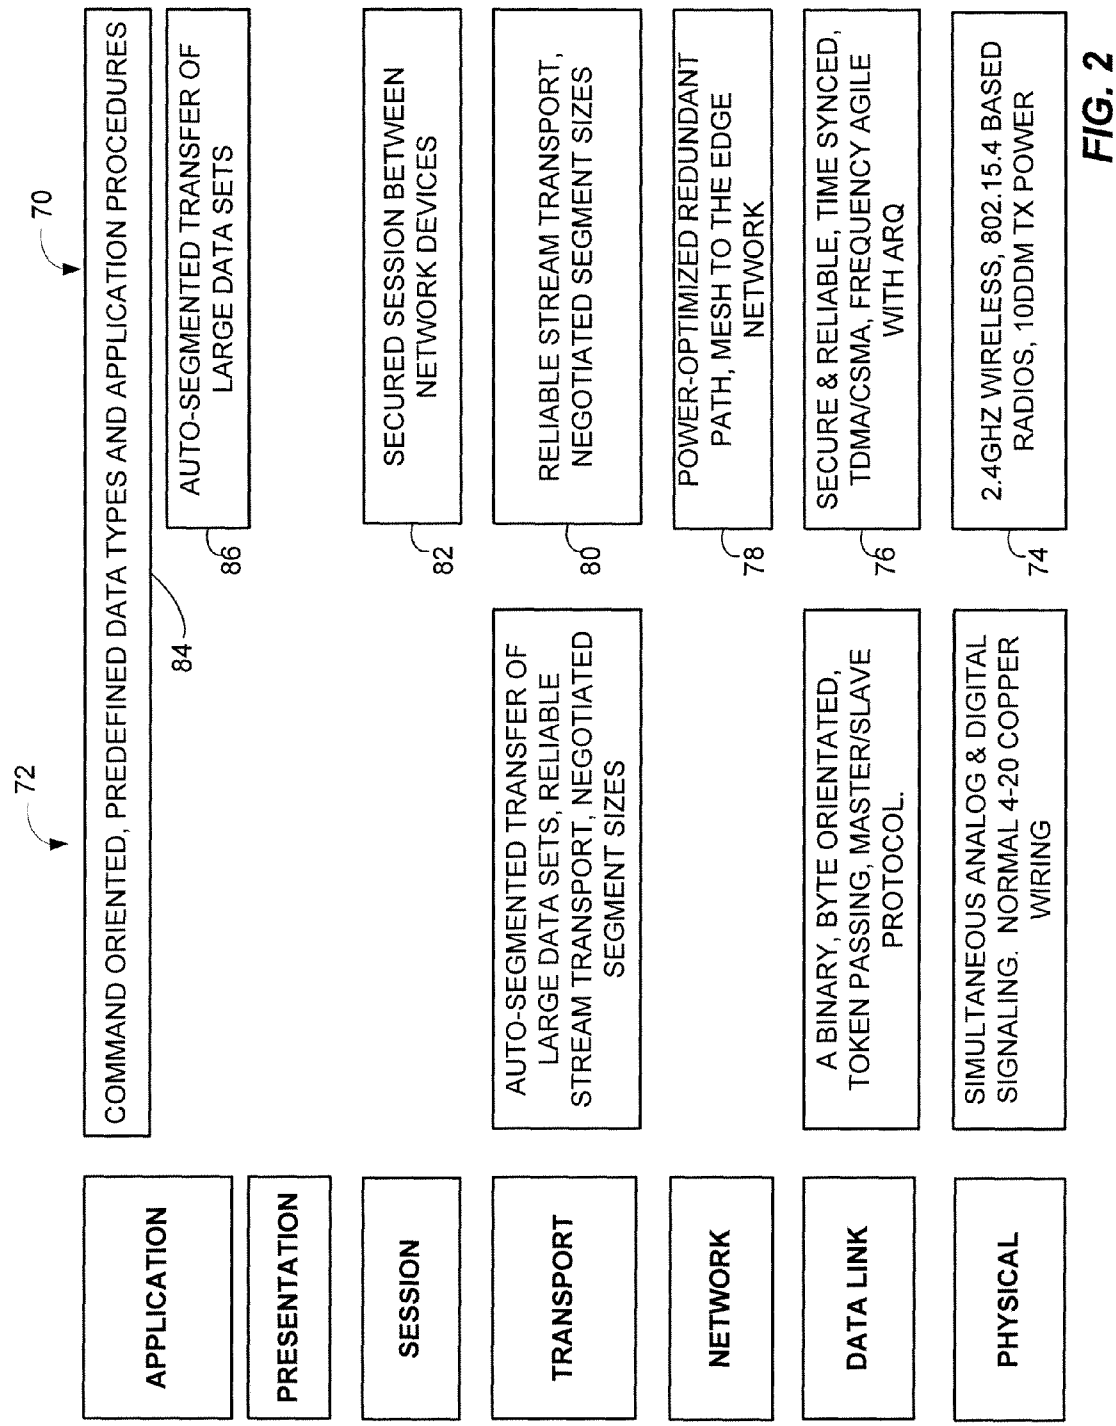 72
70
APPLICATION
COMMAND ORIENTED, PREDEFINED DATA TYPES AND APPLICATION PROCEDURES
84
AUTO-SEGMENTED TRANSFER OF
LARGE DATA SETS
86
PRESENTATION
SESSION
SECURED SESSION BETWEEN
NETWORK DEVICES
82
TRANSPORT
AUTO-SEGMENTED TRANSFER OF
LARGE DATA SETS, RELIABLE
STREAM TRANSPORT, NEGOTIATED
SEGMENT SIZES
RELIABLE STREAM TRANSPORT,
NEGOTIATED SEGMENT SIZES
80
NETWORK
POWER-OPTIMIZED REDUNDANT
PATH, MESH TO THE EDGE
NETWORK
78
DATA LINK
A BINARY, BYTE ORIENTATED,
TOKEN PASSING, MASTER/SLAVE
PROTOCOL.
SECURE & RELIABLE, TIME SYNCED,
TDMA/CSMA, FREQUENCY AGILE
WITH ARQ
76
PHYSICAL
SIMULTANEOUS ANALOG & DIGITAL
SIGNALING. NORMAL 4-20 COPPER
WIRING
2.4GHZ WIRELESS, 802.15.4 BASED
RADIOS, 10DDM TX POWER
74
FIG. 2